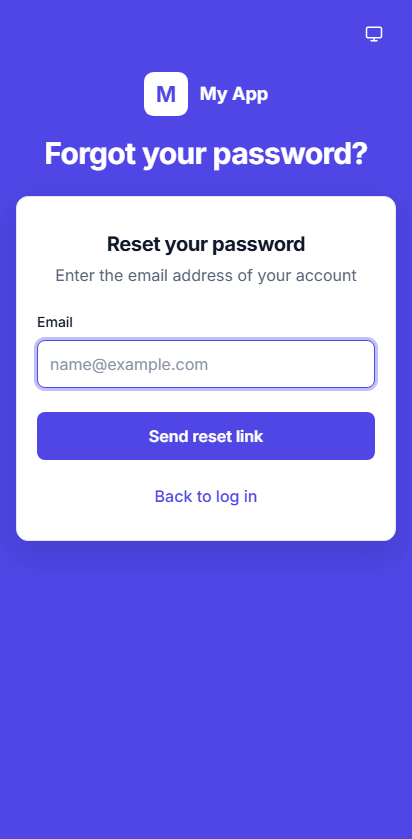 M
My App
Forgot your password?
Reset your password
Enter the email address of your account
Email
name@example.com
Send reset link
Back to log in